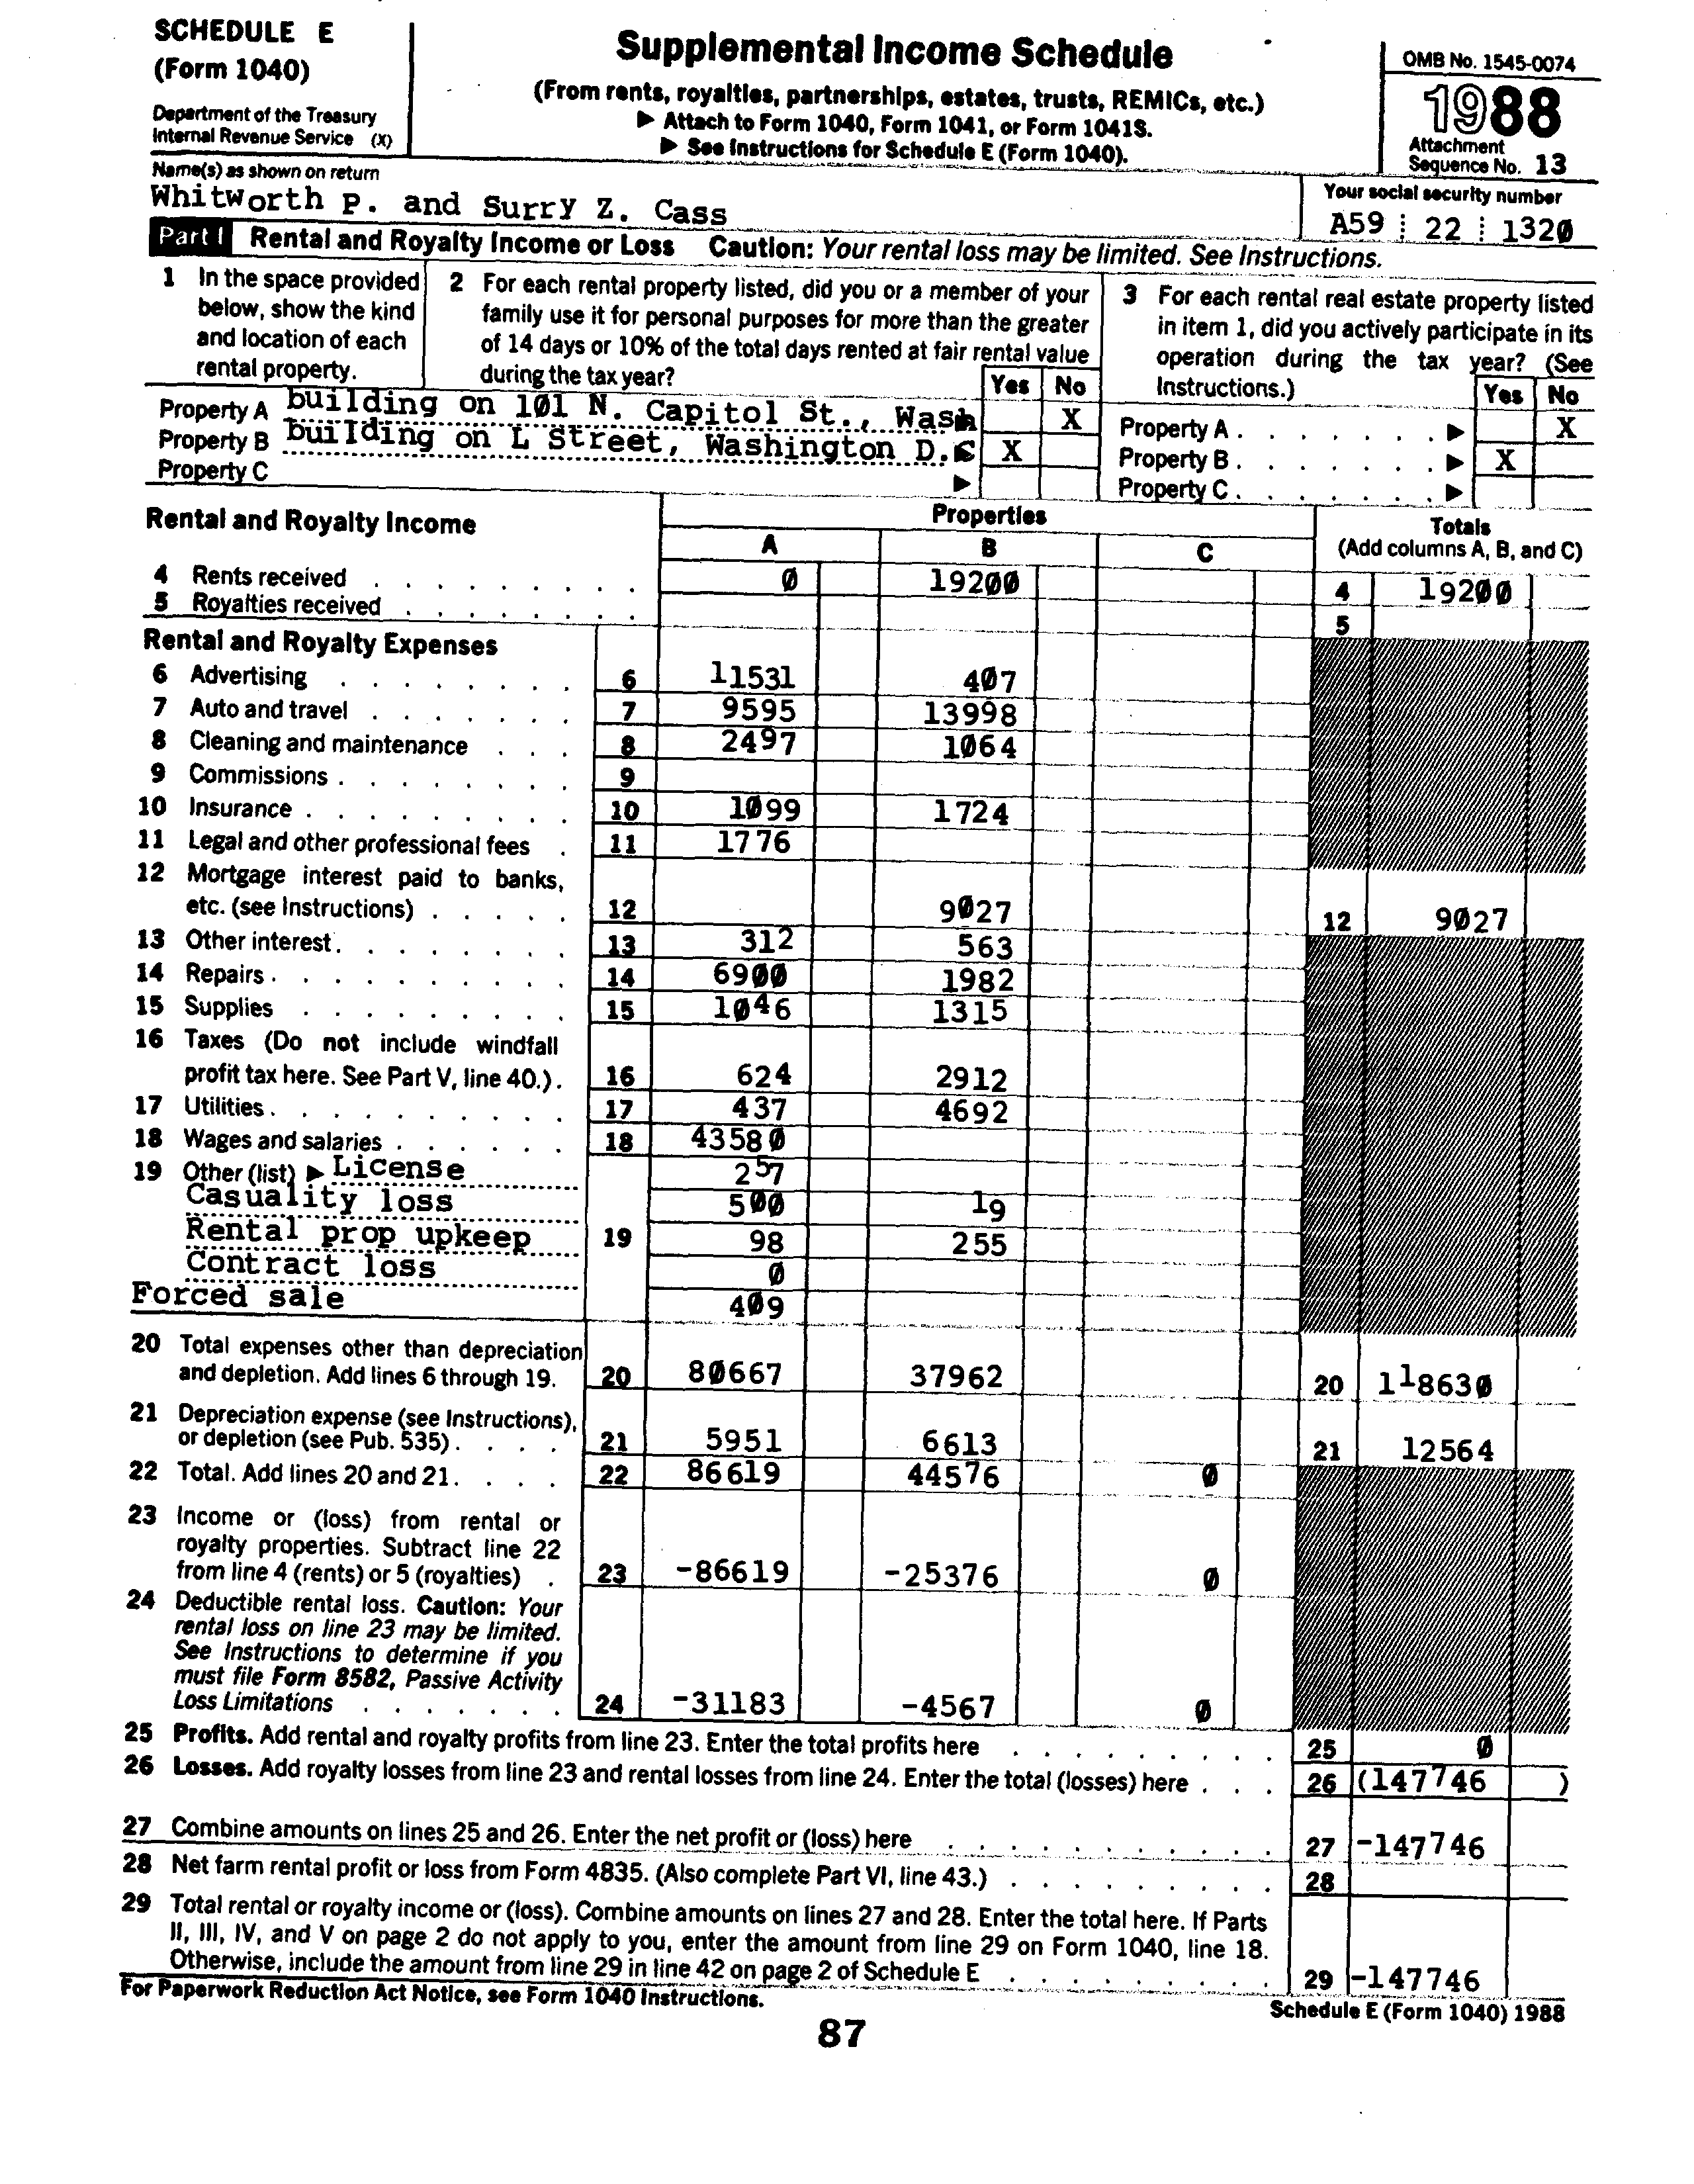 SCHEDULE E
(Form 1040)
Department of the Treasury
Internal Revenue Service (X)
Supplemental Income Schedule
(From rents, royalties, partnerships, estates, trusts, REMICs, etc.)
▶ Attach to Form 1040, Form 1041, or Form 1041S.
▶ See Instructions for Schedule E (Form 1040).
OMB No. 1545-0074
1988
Attachment
Sequence No. 13
Name(s) as shown on return
Whitworth P. and Surry Z. Cass
Your social security number
A59 22 1320
Part I Rental and Royalty Income or Loss Caution: Your rental loss may be limited. See Instructions.
1 In the space provided
below, show the kind
and location of each
rental property.
2 For each rental property listed, did you or a member of your
family use it for personal purposes for more than the greater
of 14 days or 10% of the total days rented at fair rental value
during the tax year?
Yes No
3 For each rental real estate property listed
in item 1, did you actively participate in its
operation during the tax year? (See
Instructions.)
Yes No
Property A building on 101 N. Capitol St., Wash X
Property B building on L Street, Washington D.C X
Property C ▶
Property A . . . . . . . ▶ X
Property B . . . . . . . ▶ X
Property C . . . . . . . ▶
Rental and Royalty Income
Properties
A B C
Totals
(Add columns A, B, and C)
4 Rents received 0 19200 4 19200
5 Royalties received 5
Rental and Royalty Expenses
6 Advertising 6 11531 407
7 Auto and travel 7 9595 13998
8 Cleaning and maintenance 8 2497 1064
9 Commissions 9
10 Insurance 10 1099 1724
11 Legal and other professional fees 11 1776
12 Mortgage interest paid to banks,
etc. (see Instructions) 12 9027 12 9027
13 Other interest 13 312 563
14 Repairs 14 6900 1982
15 Supplies 15 1046 1315
16 Taxes (Do not include windfall
profit tax here. See Part V, line 40.) 16 624 2912
17 Utilities 17 437 4692
18 Wages and salaries 18 43580
19 Other (list) ▶ License 257
Casuality loss 500 19
Rental prop upkeep 19 98 255
Contract loss 0
Forced sale 409
20 Total expenses other than depreciation
and depletion. Add lines 6 through 19. 20 80667 37962 20 118630
21 Depreciation expense (see Instructions),
or depletion (see Pub. 535) 21 5951 6613 21 12564
22 Total. Add lines 20 and 21. 22 86619 44576 0
23 Income or (loss) from rental or
royalty properties. Subtract line 22
from line 4 (rents) or 5 (royalties) 23 -86619 -25376 0
24 Deductible rental loss. Caution: Your
rental loss on line 23 may be limited.
See Instructions to determine if you
must file Form 8582, Passive Activity
Loss Limitations 24 -31183 -4567 0
25 Profits. Add rental and royalty profits from line 23. Enter the total profits here 25 0
26 Losses. Add royalty losses from line 23 and rental losses from line 24. Enter the total (losses) here 26 (147746 )
27 Combine amounts on lines 25 and 26. Enter the net profit or (loss) here 27 -147746
28 Net farm rental profit or loss from Form 4835. (Also complete Part VI, line 43.) 28
29 Total rental or royalty income or (loss). Combine amounts on lines 27 and 28. Enter the total here. If Parts
II, III, IV, and V on page 2 do not apply to you, enter the amount from line 29 on Form 1040, line 18.
Otherwise, include the amount from line 29 in line 42 on page 2 of Schedule E 29 -147746
For Paperwork Reduction Act Notice, see Form 1040 Instructions.
Schedule E (Form 1040) 1988
87